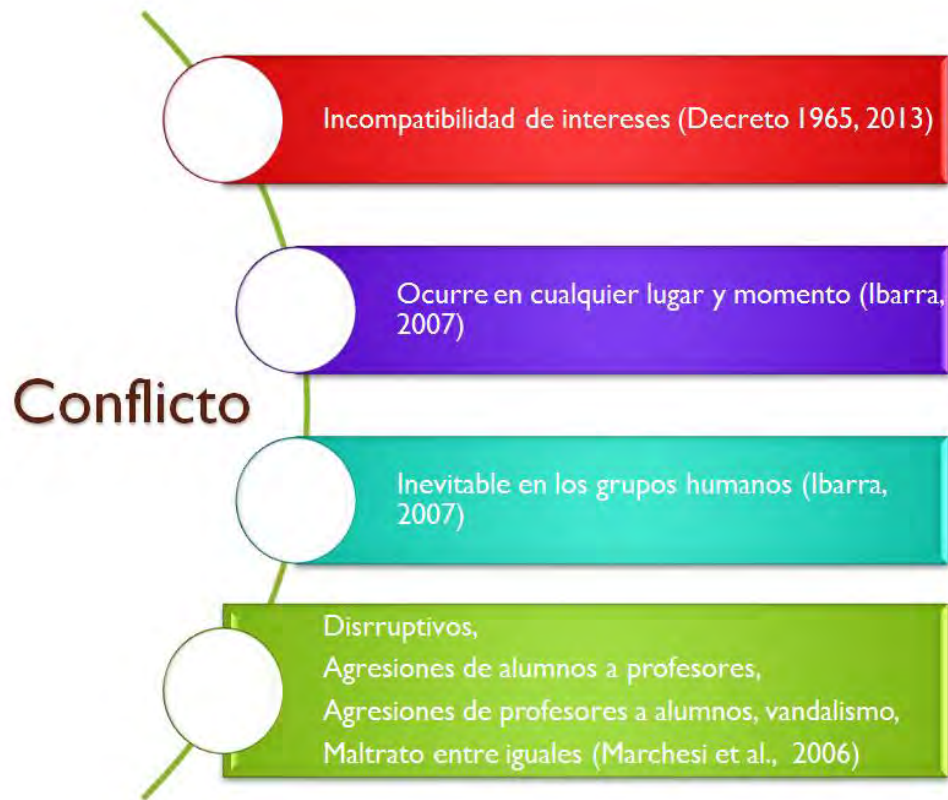 Incompatibilidad de intereses (Decreto 1965, 2013)
Ocurre en cualquier lugar y momento (Ibarra,
2007)
Conflicto
Inevitable en los grupos humanos (Ibarra,
2007)
Disrruptivos,
Agresiones de alumnos a profesores,
Agresiones de profesores a alumnos, vandalismo,
Maltrato entre iguales (Marchesi et al., 2006)